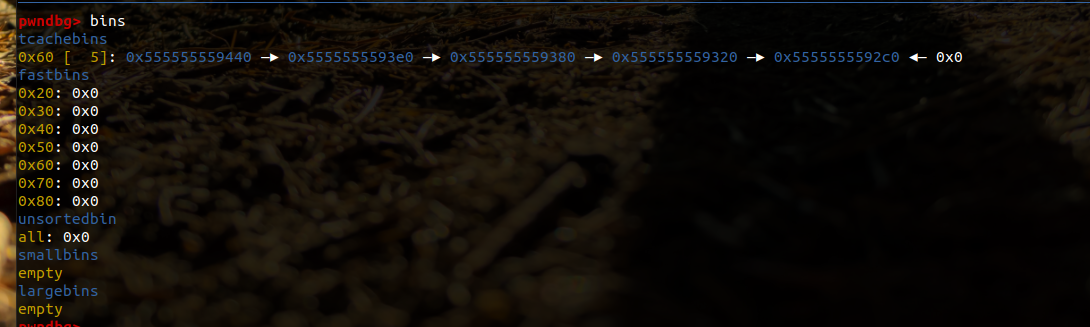 pwndbg> bins
tcachebins
0x60 [  5]: 0x555555559440 —▸ 0x5555555593e0 —▸ 0x555555559380 —▸ 0x555555559320 —▸ 0x5555555592c0 ◂— 0x0
fastbins
0x20: 0x0
0x30: 0x0
0x40: 0x0
0x50: 0x0
0x60: 0x0
0x70: 0x0
0x80: 0x0
unsortedbin
all: 0x0
smallbins
empty
largebins
empty
pwndbg>